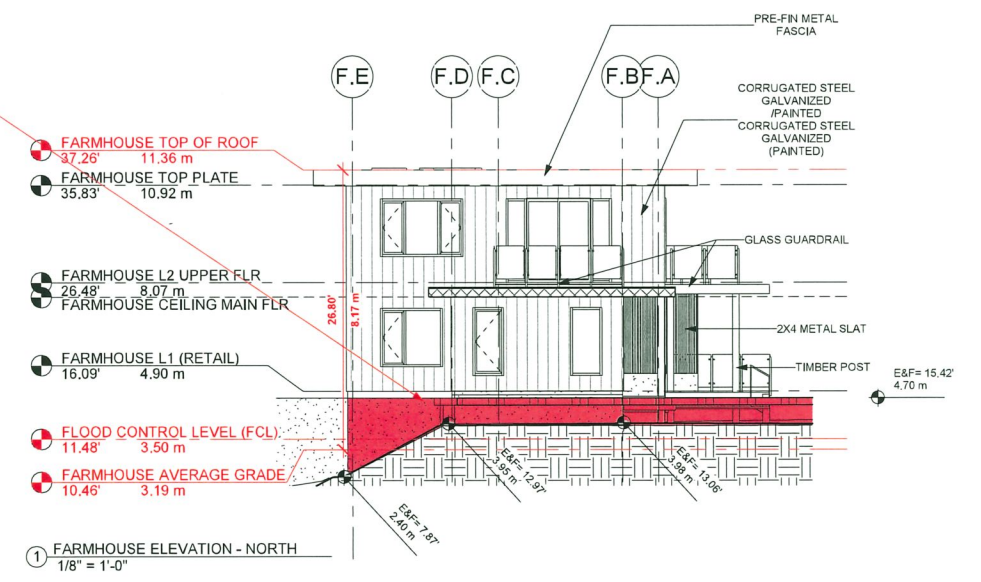 PRE-FIN METAL
FASCIA
F.E
F.D
F.C
F.B
F.A
CORRUGATED STEEL
GALVANIZED
/PAINTED
CORRUGATED STEEL
GALVANIZED
(PAINTED)
FARMHOUSE TOP OF ROOF
37.26' 11.36 m
FARMHOUSE TOP PLATE
35.83' 10.92 m
GLASS GUARDRAIL
FARMHOUSE L2 UPPER FLR
26.48' 8.07 m
FARMHOUSE CEILING MAIN FLR
26.80'
8.17 m
2X4 METAL SLAT
FARMHOUSE L1 (RETAIL)
16.09' 4.90 m
TIMBER POST
E&F= 15.42'
4.70 m
FLOOD CONTROL LEVEL (FCL)
11.48' 3.50 m
FARMHOUSE AVERAGE GRADE
10.46' 3.19 m
E&F= 12.97'
3.95 m
E&F= 13.06'
3.98 m
E&F= 7.87'
2.40 m
1 FARMHOUSE ELEVATION - NORTH
1/8" = 1'-0"